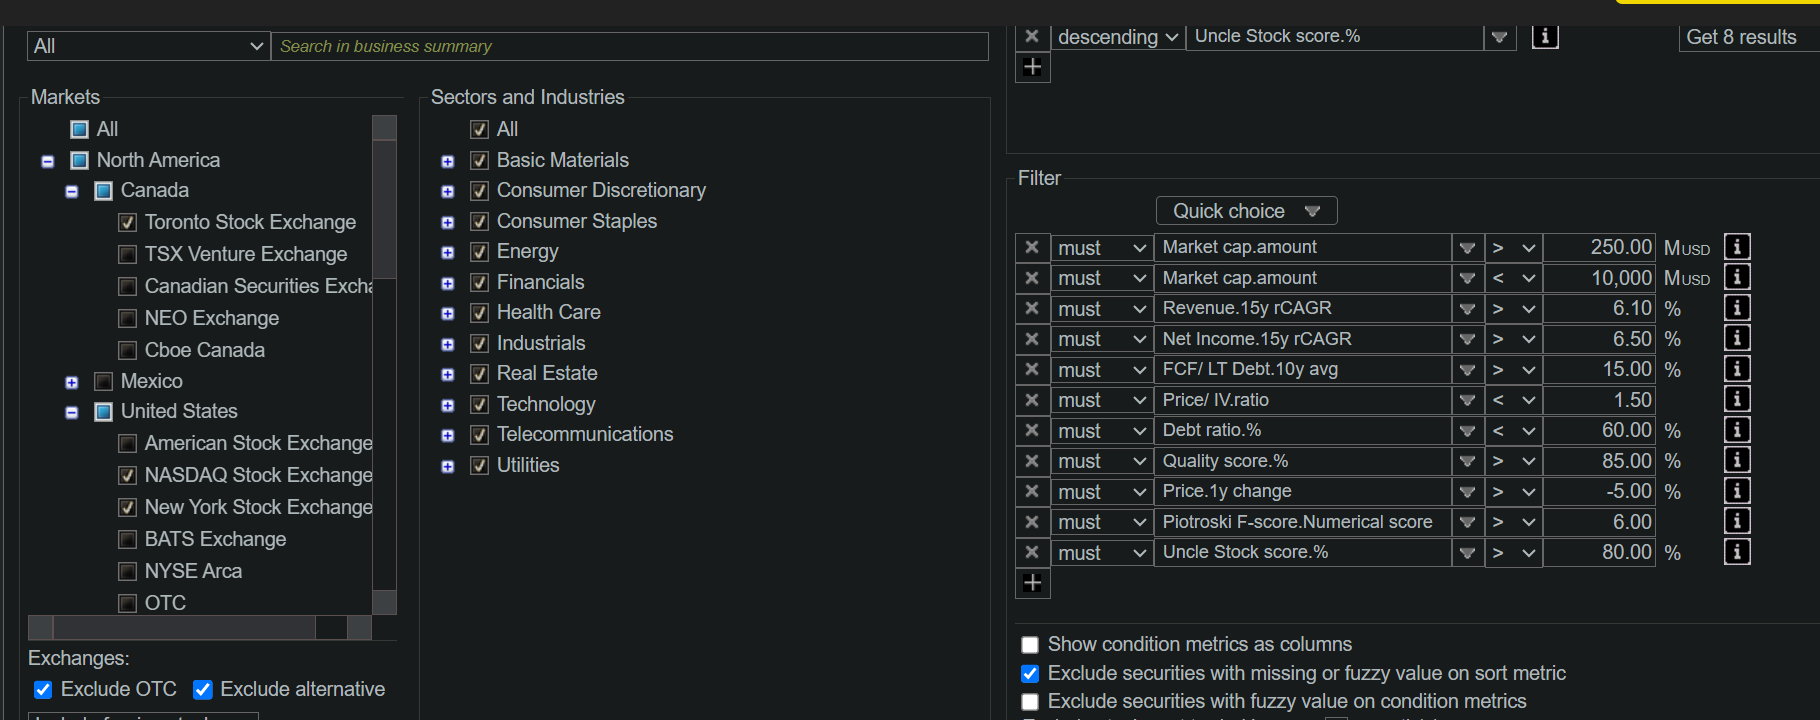 All
Search in business summary
descending
Uncle Stock score.%
Get 8 results
Markets
All
North America
Canada
Toronto Stock Exchange
TSX Venture Exchange
Canadian Securities Excha
NEO Exchange
Cboe Canada
Mexico
United States
American Stock Exchange
NASDAQ Stock Exchange
New York Stock Exchange
BATS Exchange
NYSE Arca
OTC
Exchanges:
Exclude OTC
Exclude alternative
Sectors and Industries
All
Basic Materials
Consumer Discretionary
Consumer Staples
Energy
Financials
Health Care
Industrials
Real Estate
Technology
Telecommunications
Utilities
Filter
Quick choice
must Market cap.amount > 250.00 MUSD
must Market cap.amount < 10,000 MUSD
must Revenue.15y rCAGR > 6.10 %
must Net Income.15y rCAGR > 6.50 %
must FCF/ LT Debt.10y avg > 15.00 %
must Price/ IV.ratio < 1.50
must Debt ratio.% < 60.00 %
must Quality score.% > 85.00 %
must Price.1y change > -5.00 %
must Piotroski F-score.Numerical score > 6.00
must Uncle Stock score.% > 80.00 %
Show condition metrics as columns
Exclude securities with missing or fuzzy value on sort metric
Exclude securities with fuzzy value on condition metrics